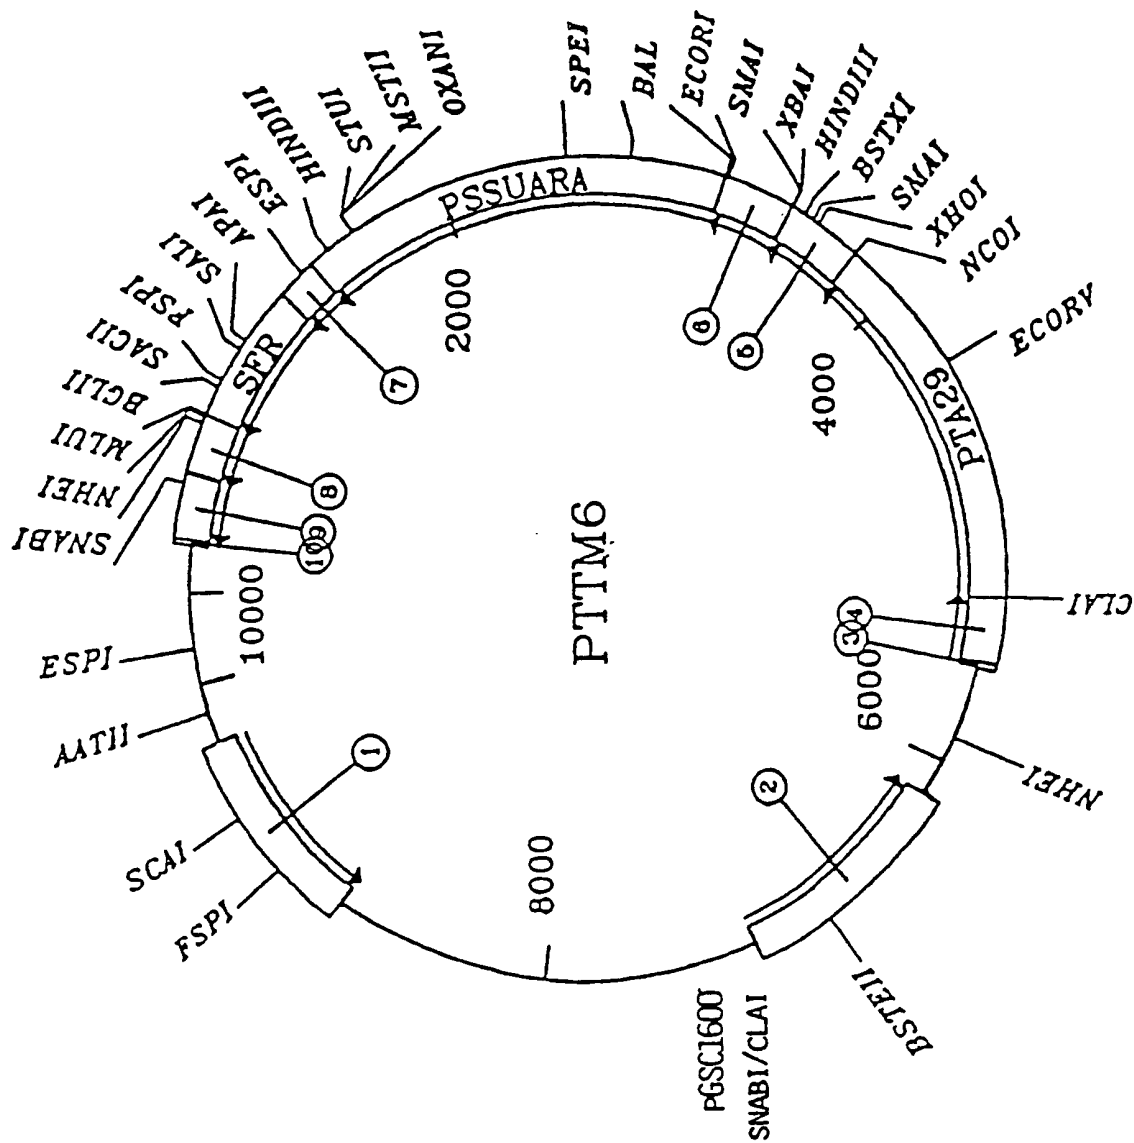 SPEI
BAL
ECORI
SMAI
XBAI
HINDIII
BSTXI
SMAI
XHOI
NCOI
ECORV
CLAI
NHEI
BSTEII
PGSC1600
SNABI/CLAI
FSPI
SCAI
AATII
ESPI
SNABI
NHEI
MLUI
BGLII
SACII
FSPI
SALI
APAI
ESPI
HINDIII
STUI
MSTII
OXANI
PSSUARA
SFR
PTA29
2000
4000
6000
8000
10000
PTTM6
1
2
3
4
5
6
7
8
9
10